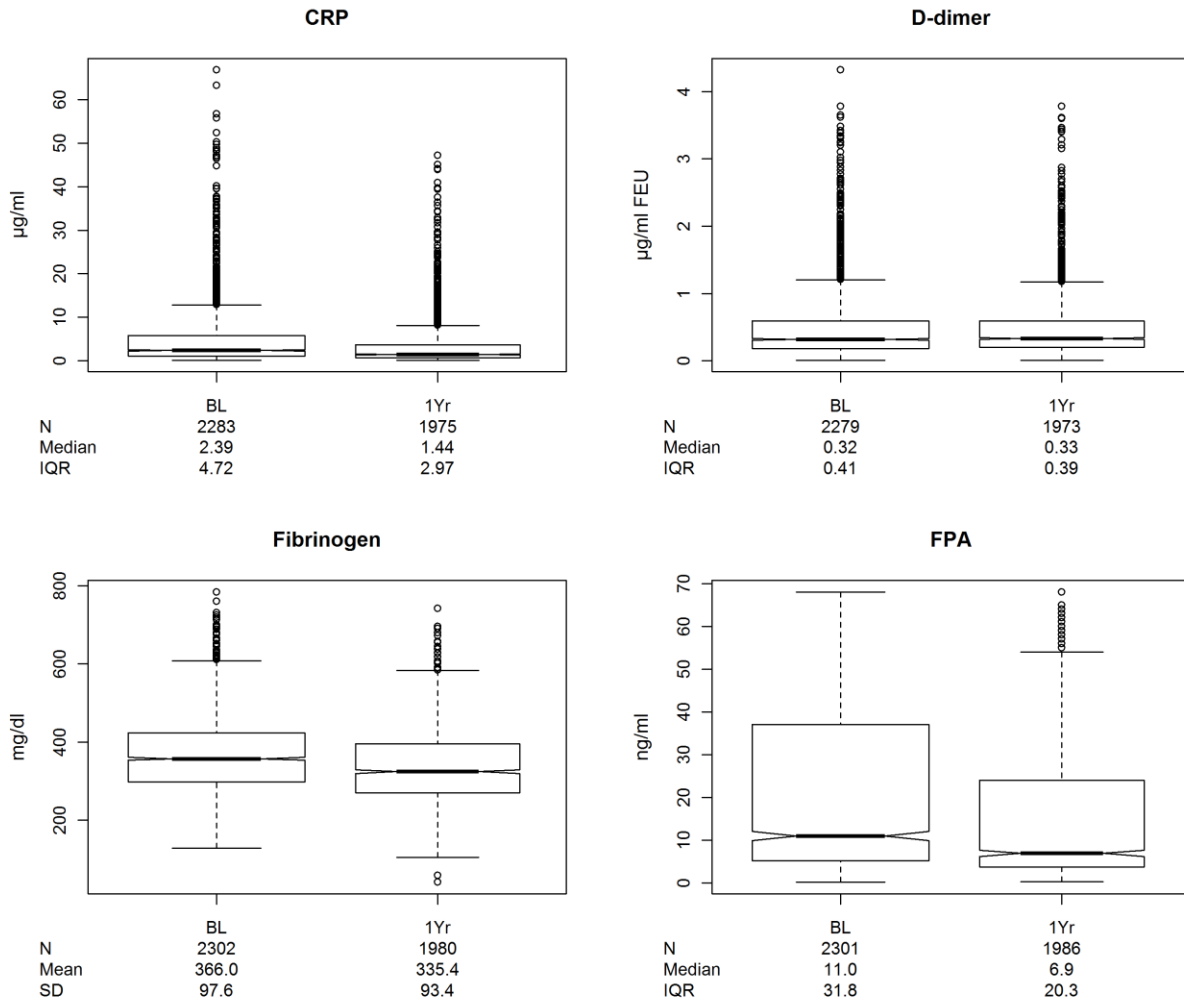 CRP
µg/ml
60
50
40
30
20
10
0
BL 1Yr
N 2283 1975
Median 2.39 1.44
IQR 4.72 2.97
D-dimer
µg/ml FEU
4
3
2
1
0
BL 1Yr
N 2279 1973
Median 0.32 0.33
IQR 0.41 0.39
Fibrinogen
mg/dl
800
600
400
200
BL 1Yr
N 2302 1980
Mean 366.0 335.4
SD 97.6 93.4
FPA
ng/ml
70
60
50
40
30
20
10
0
BL 1Yr
N 2301 1986
Median 11.0 6.9
IQR 31.8 20.3